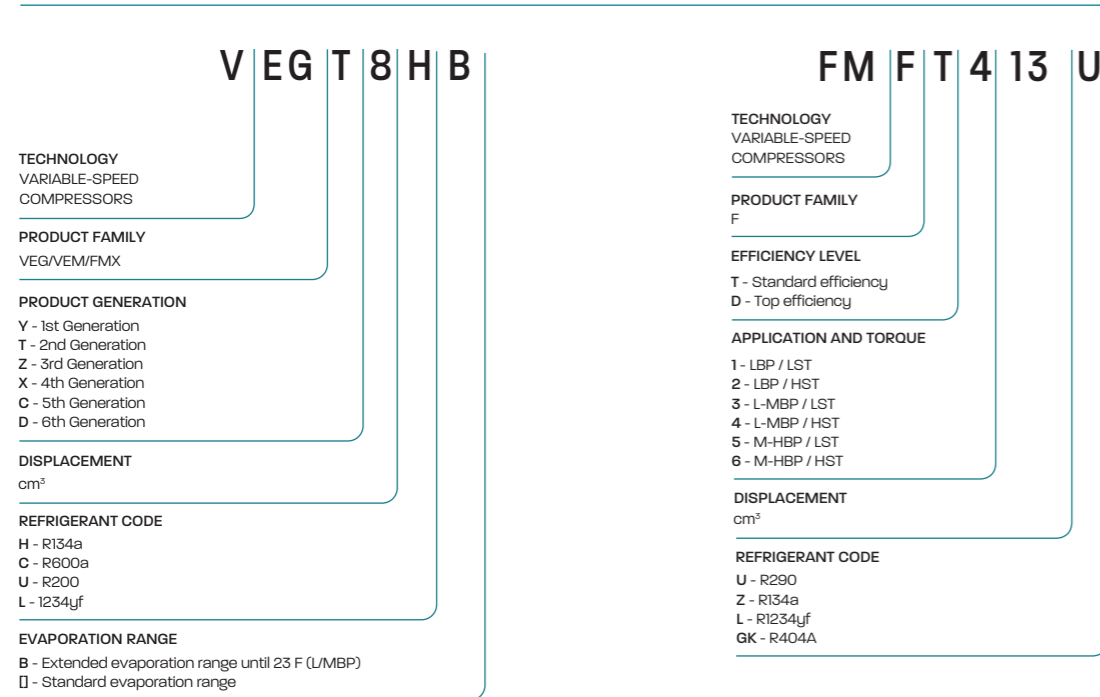 V EG T 8 H B
TECHNOLOGY
VARIABLE-SPEED
COMPRESSORS
PRODUCT FAMILY
VEG/VEM/FMX
PRODUCT GENERATION
Y - 1st Generation
T - 2nd Generation
Z - 3rd Generation
X - 4th Generation
C - 5th Generation
D - 6th Generation
DISPLACEMENT
cm³
REFRIGERANT CODE
H - R134a
C - R600a
U - R200
L - 1234yf
EVAPORATION RANGE
B - Extended evaporation range until 23 F (L/MBP)
[] - Standard evaporation range
FM F T 4 13 U
TECHNOLOGY
VARIABLE-SPEED
COMPRESSORS
PRODUCT FAMILY
F
EFFICIENCY LEVEL
T - Standard efficiency
D - Top efficiency
APPLICATION AND TORQUE
1 - LBP / LST
2 - LBP / HST
3 - L-MBP / LST
4 - L-MBP / HST
5 - M-HBP / LST
6 - M-HBP / HST
DISPLACEMENT
cm³
REFRIGERANT CODE
U - R290
Z - R134a
L - R1234yf
GK - R404A